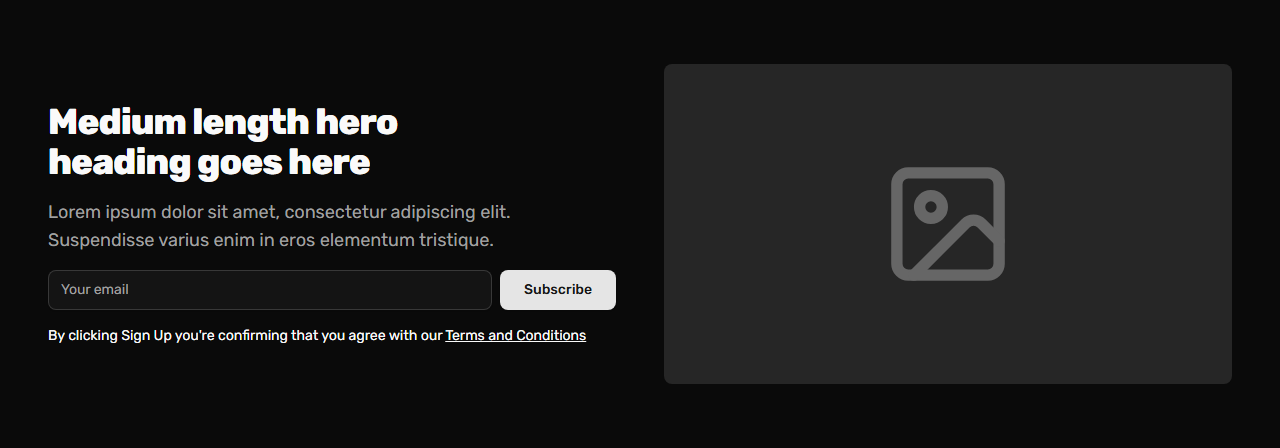 Medium length hero
heading goes here
Lorem ipsum dolor sit amet, consectetur adipiscing elit.
Suspendisse varius enim in eros elementum tristique.
Your email
Subscribe
By clicking Sign Up you're confirming that you agree with our Terms and Conditions